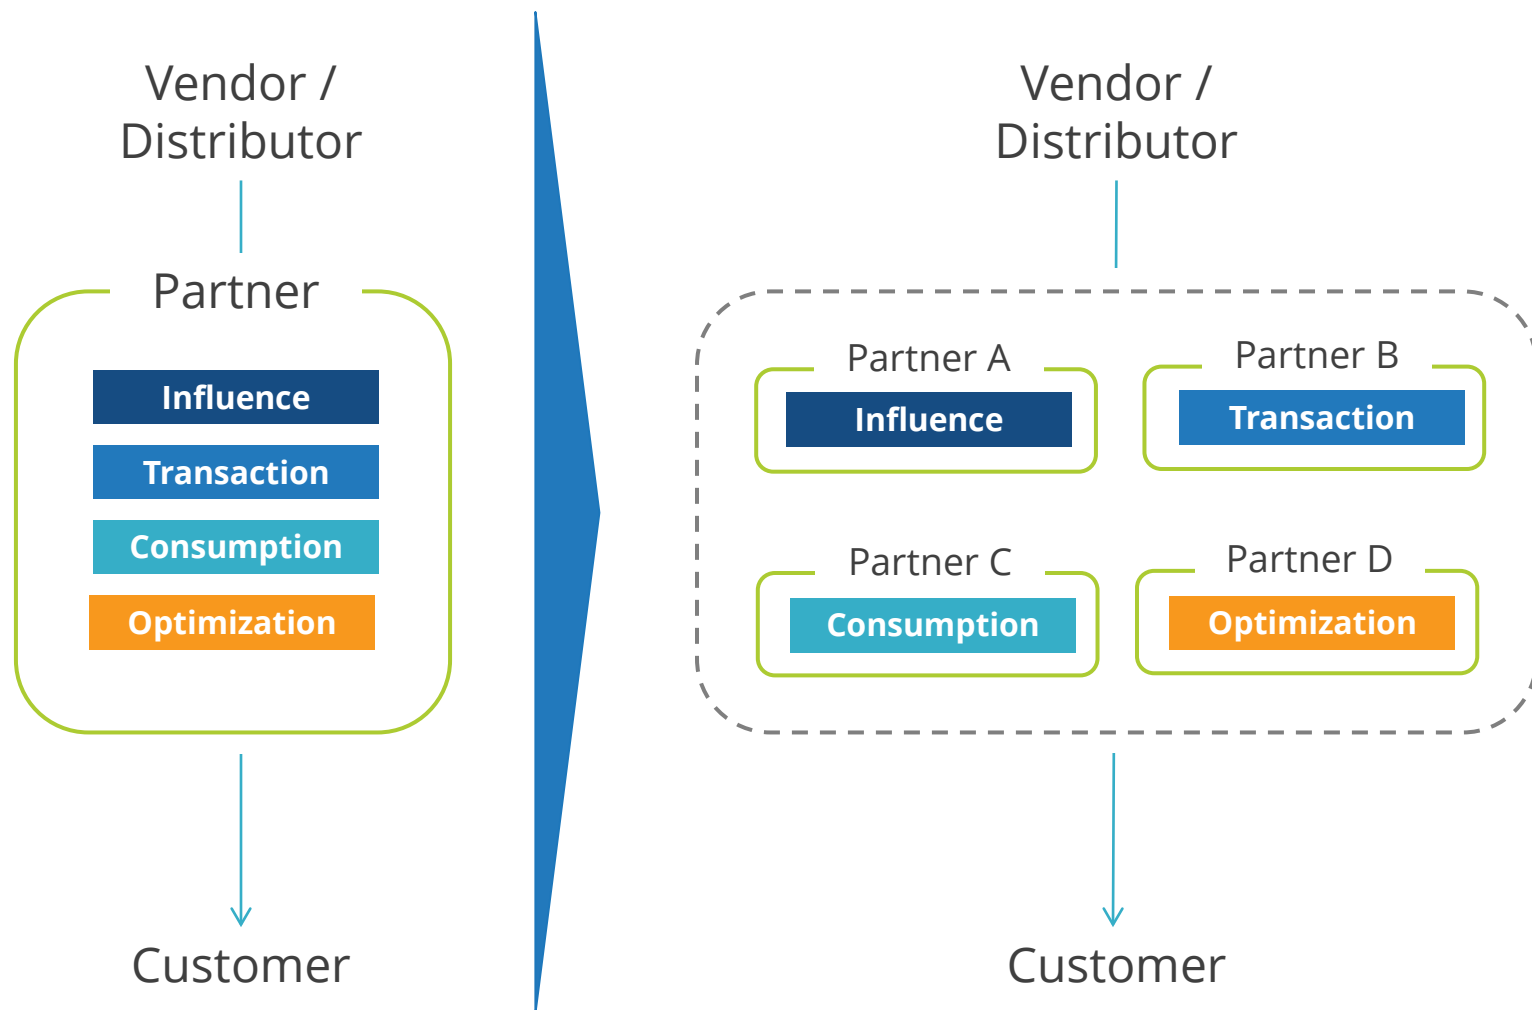 Vendor /
Distributor
Partner
Influence
Transaction
Consumption
Optimization
Customer
Vendor /
Distributor
Partner A
Influence
Partner B
Transaction
Partner C
Consumption
Partner D
Optimization
Customer